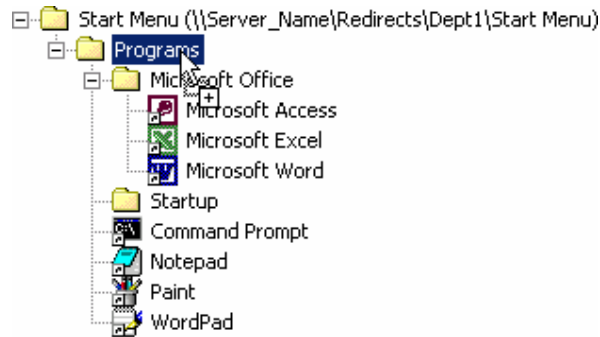 Start Menu (\\Server_Name\Redirects\Dept1\Start Menu)
Programs
Microsoft Office
Microsoft Access
Microsoft Excel
Microsoft Word
Startup
Command Prompt
Notepad
Paint
WordPad